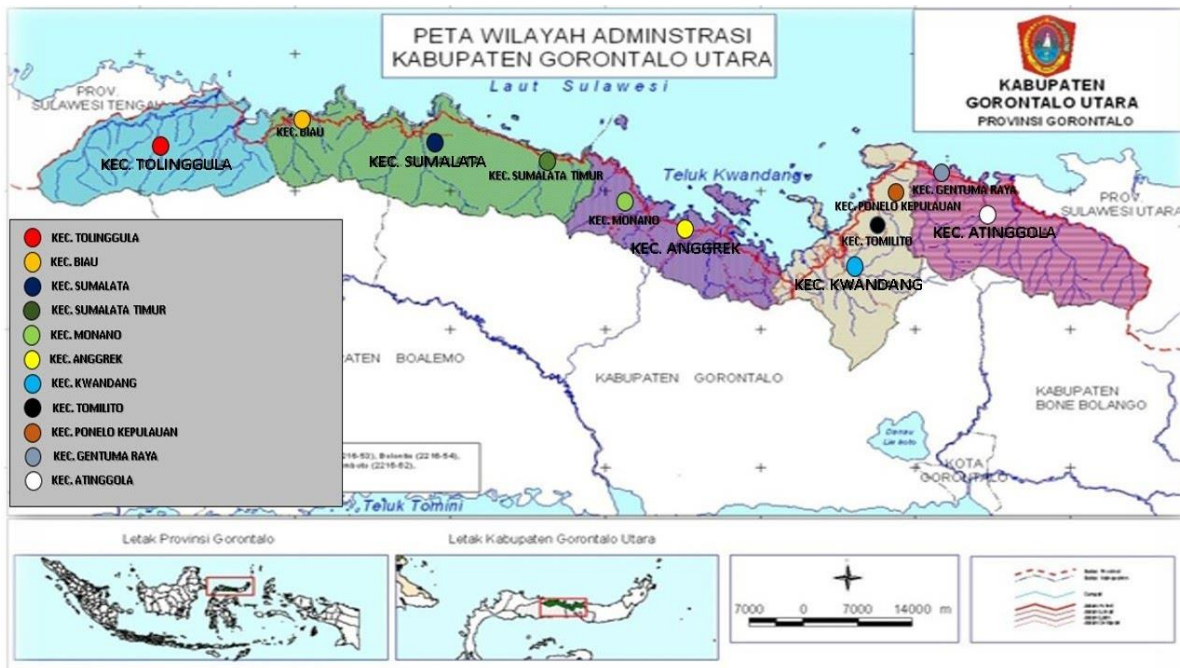 PETA WILAYAH ADMINSTRASI
KABUPATEN GORONTALO UTARA
KABUPATEN
GORONTALO UTARA
PROVINSI GORONTALO
Laut Sulawesi
PROV.
SULAWESI TENGAH
KEC. BIAU
KEC. TOLINGGULA
KEC. SUMALATA
KEC. SUMALATA TIMUR
Teluk Kwandang
KEC. MONANO
KEC. ANGGREK
KEC. GENTUMA RAYA
KEC. PONELO KEPULAUAN
KEC. TOMILITO
KEC. ATINGGOLA
KEC. KWANDANG
PROV.
SULAWESI UTARA
KEC. TOLINGGULA
KEC. BIAU
KEC. SUMALATA
KEC. SUMALATA TIMUR
KEC. MONANO
KEC. ANGGREK
KEC. KWANDANG
KEC. TOMILITO
KEC. PONELO KEPULAUAN
KEC. GENTUMA RAYA
KEC. ATINGGOLA
ATEN BOALEMO
KABUPATEN GORONTALO
KABUPATEN
BONE BOLANGO
Danau
KOTA
GORONTALO
Teluk Tomini
Letak Provinsi Gorontalo
Letak Kabupaten Gorontalo Utara
7000 0 7000 14000 m